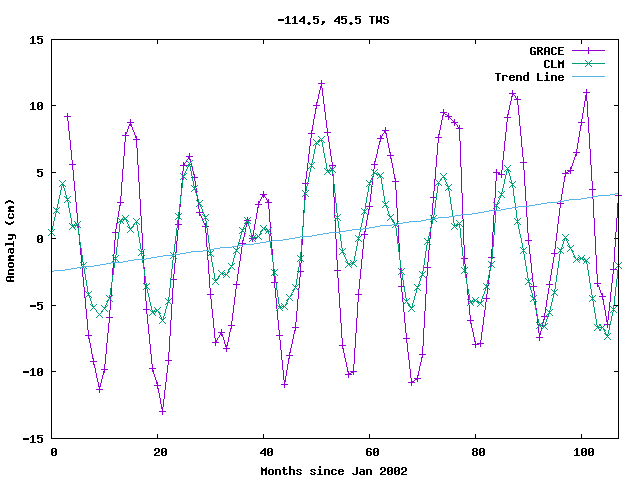 -114.5, 45.5 TWS
15
GRACE
CLM
Trend Line
10
5
0
-5
-10
-15
Anomaly (cm)
0 20 40 60 80 100
Months since Jan 2002